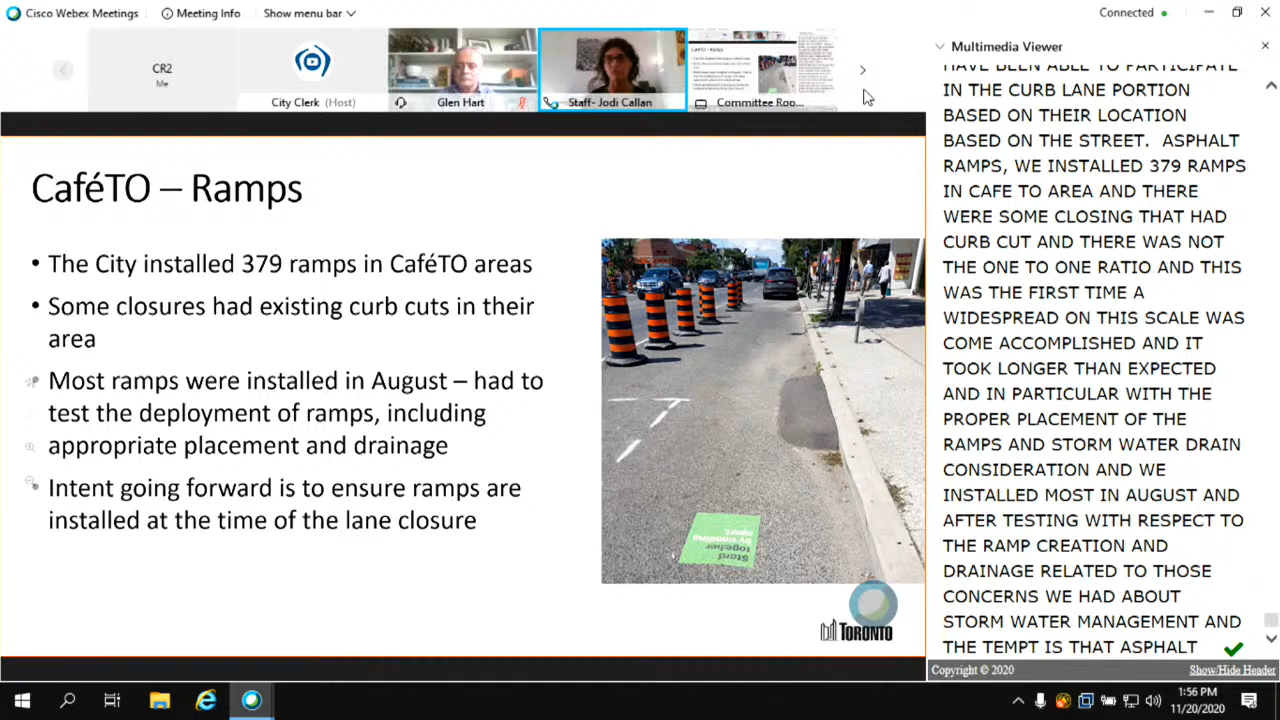 Cisco Webex Meetings
Meeting Info
Show menu bar
Connected
CR2
Me
City Clerk (Host)
Glen Hart
Staff- Jodi Callan
Committee Roo...
CaféTO – Ramps
• The City installed 379 ramps in CaféTO areas
• Some closures had existing curb cuts in their
area
• Most ramps were installed in August – had to
test the deployment of ramps, including
appropriate placement and drainage
• Intent going forward is to ensure ramps are
installed at the time of the lane closure
Stand
together
by standing
apart
TORONTO
Multimedia Viewer
HAVE BEEN ABLE TO PARTICIPATE
IN THE CURB LANE PORTION
BASED ON THEIR LOCATION
BASED ON THE STREET. ASPHALT
RAMPS, WE INSTALLED 379 RAMPS
IN CAFE TO AREA AND THERE
WERE SOME CLOSING THAT HAD
CURB CUT AND THERE WAS NOT
THE ONE TO ONE RATIO AND THIS
WAS THE FIRST TIME A
WIDESPREAD ON THIS SCALE WAS
COME ACCOMPLISHED AND IT
TOOK LONGER THAN EXPECTED
AND IN PARTICULAR WITH THE
PROPER PLACEMENT OF THE
RAMPS AND STORM WATER DRAIN
CONSIDERATION AND WE
INSTALLED MOST IN AUGUST AND
AFTER TESTING WITH RESPECT TO
THE RAMP CREATION AND
DRAINAGE RELATED TO THOSE
CONCERNS WE HAD ABOUT
STORM WATER MANAGEMENT AND
THE TEMPT IS THAT ASPHALT
Copyright © 2020
Show/Hide Header
1:56 PM
11/20/2020